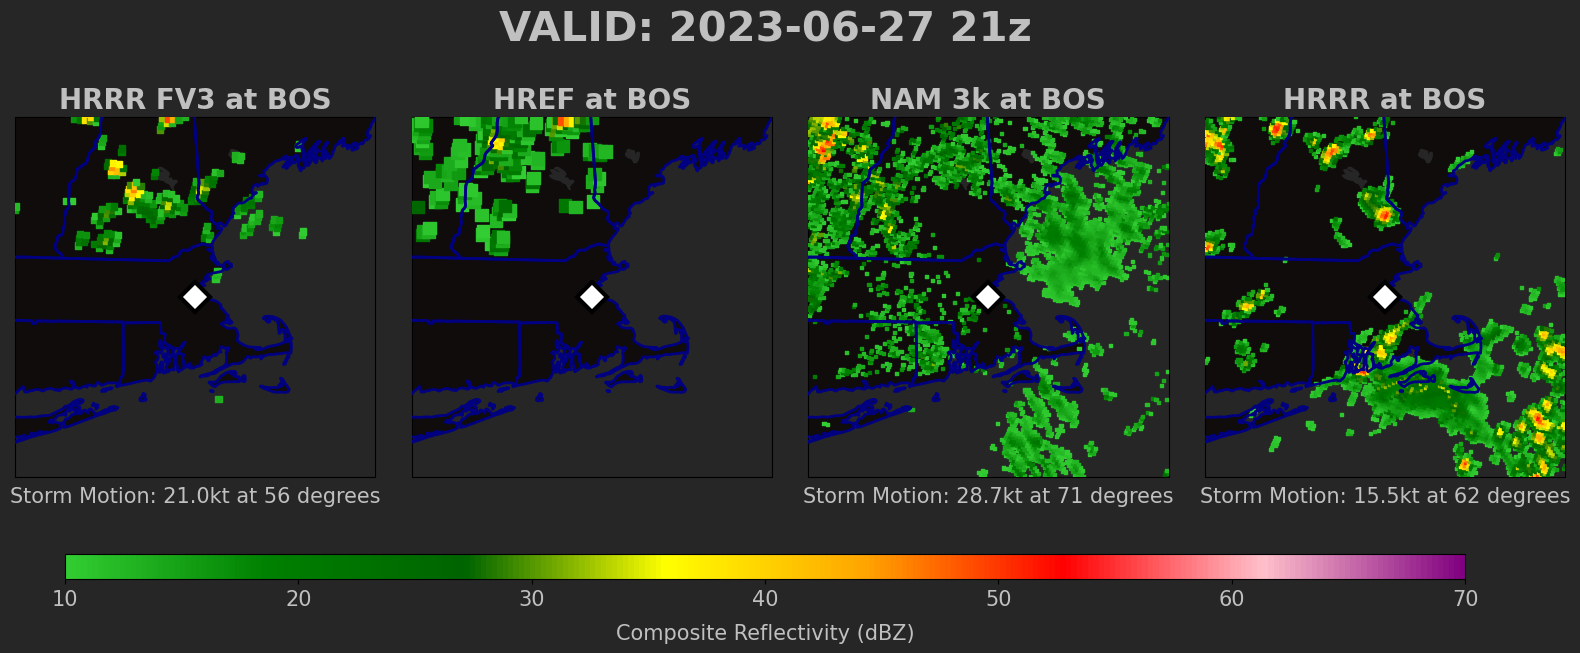 VALID: 2023-06-27 21z
HRRR FV3 at BOS
HREF at BOS
NAM 3k at BOS
HRRR at BOS
Storm Motion: 21.0kt at 56 degrees
Storm Motion: 28.7kt at 71 degrees
Storm Motion: 15.5kt at 62 degrees
10 20 30 40 50 60 70
Composite Reflectivity (dBZ)